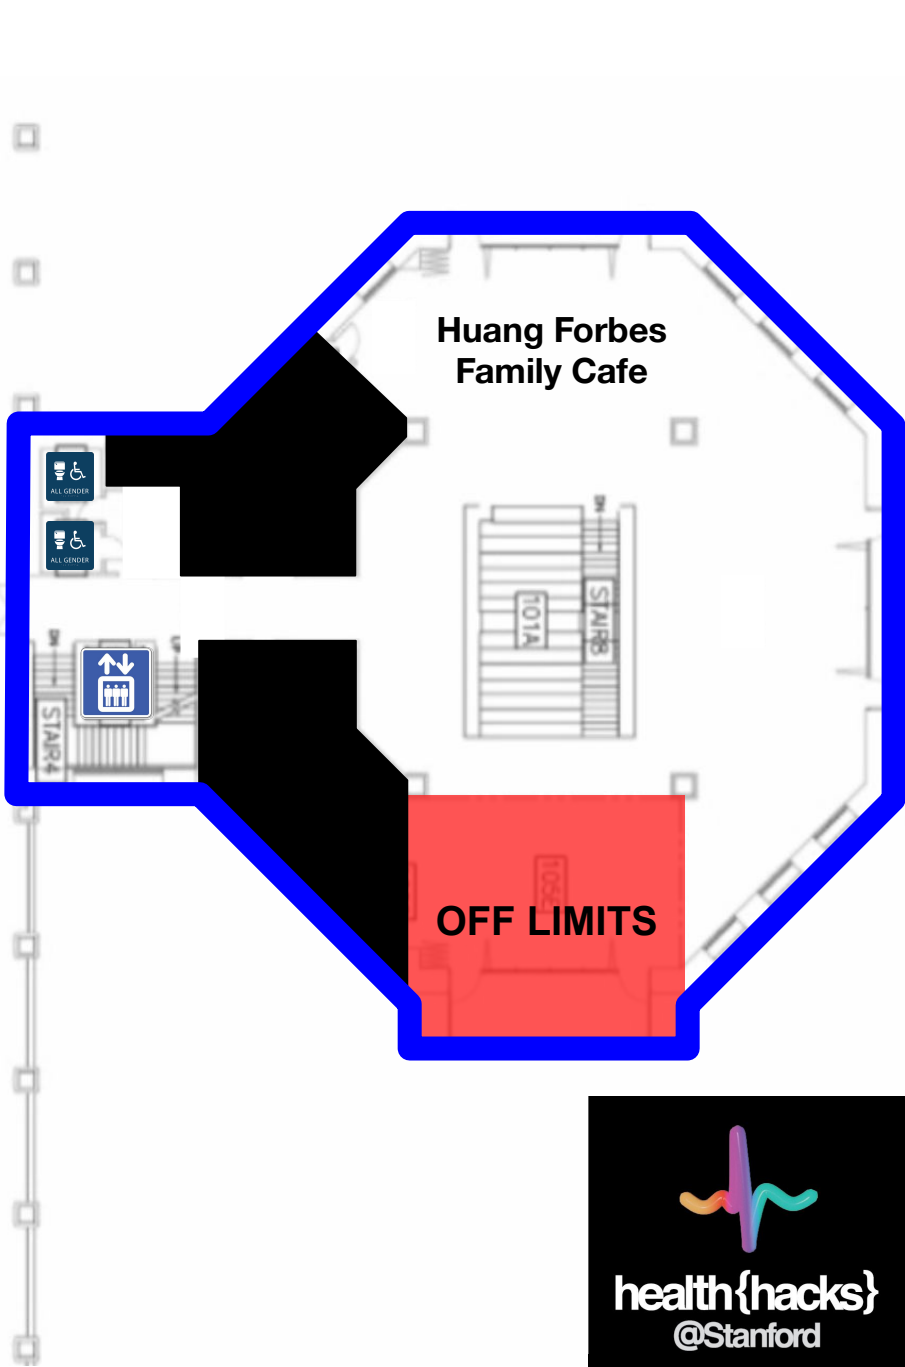 Huang Forbes
Family Cafe
ALL GENDER
ALL GENDER
DN
101A
STAIR8
DN
UP
STAIR4
105E
OFF LIMITS
health{hacks}
@Stanford